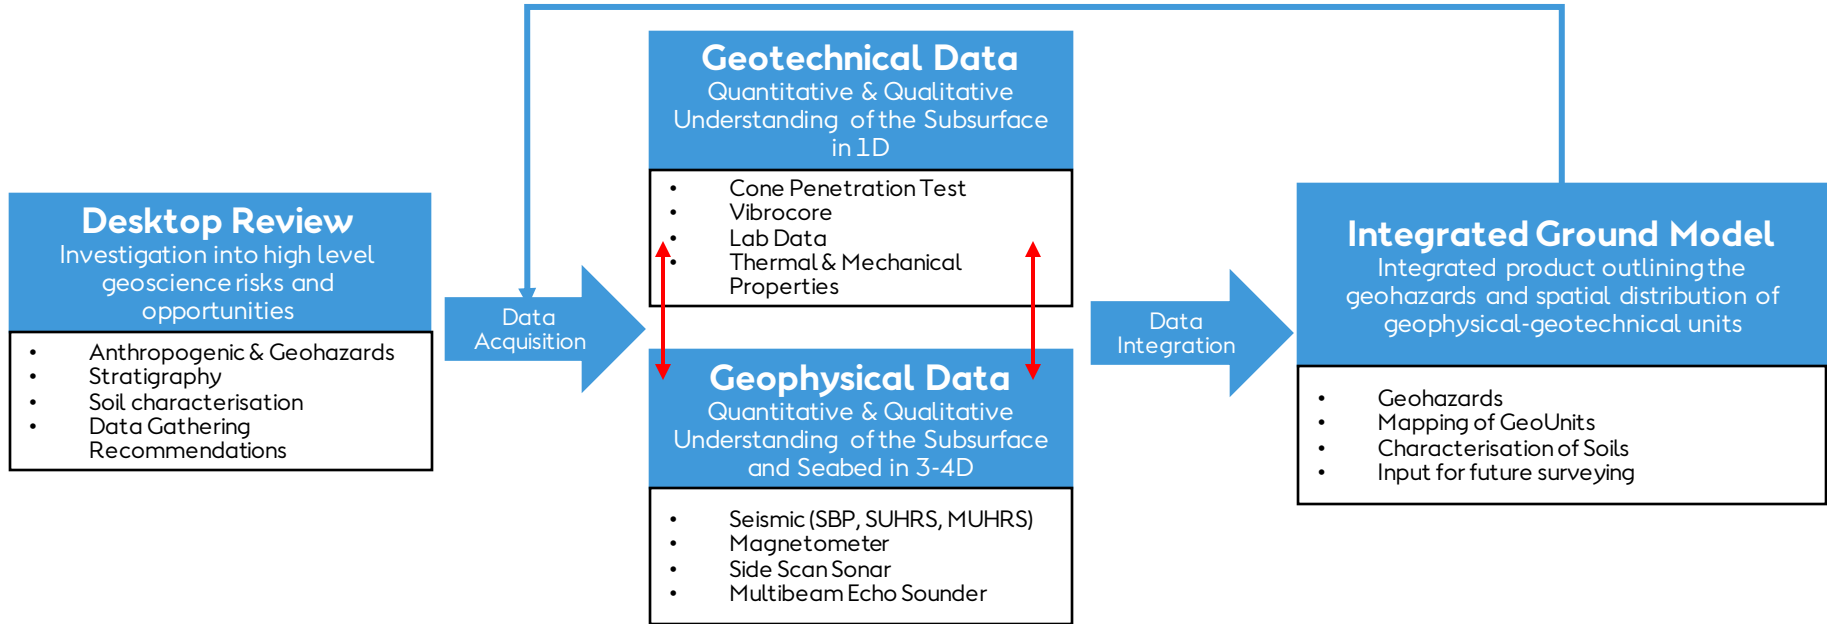 Desktop Review
Investigation into high level
geoscience risks and
opportunities
• Anthropogenic & Geohazards
• Stratigraphy
• Soil characterisation
• Data Gathering
Recommendations
Data
Acquisition
Geotechnical Data
Quantitative & Qualitative
Understanding of the Subsurface
in 1D
• Cone Penetration Test
• Vibrocore
• Lab Data
• Thermal & Mechanical
Properties
Geophysical Data
Quantitative & Qualitative
Understanding of the Subsurface
and Seabed in 3-4D
• Seismic (SBP, SUHRS, MUHRS)
• Magnetometer
• Side Scan Sonar
• Multibeam Echo Sounder
Data
Integration
Integrated Ground Model
Integrated product outlining the
geohazards and spatial distribution of
geophysical-geotechnical units
• Geohazards
• Mapping of GeoUnits
• Characterisation of Soils
• Input for future surveying